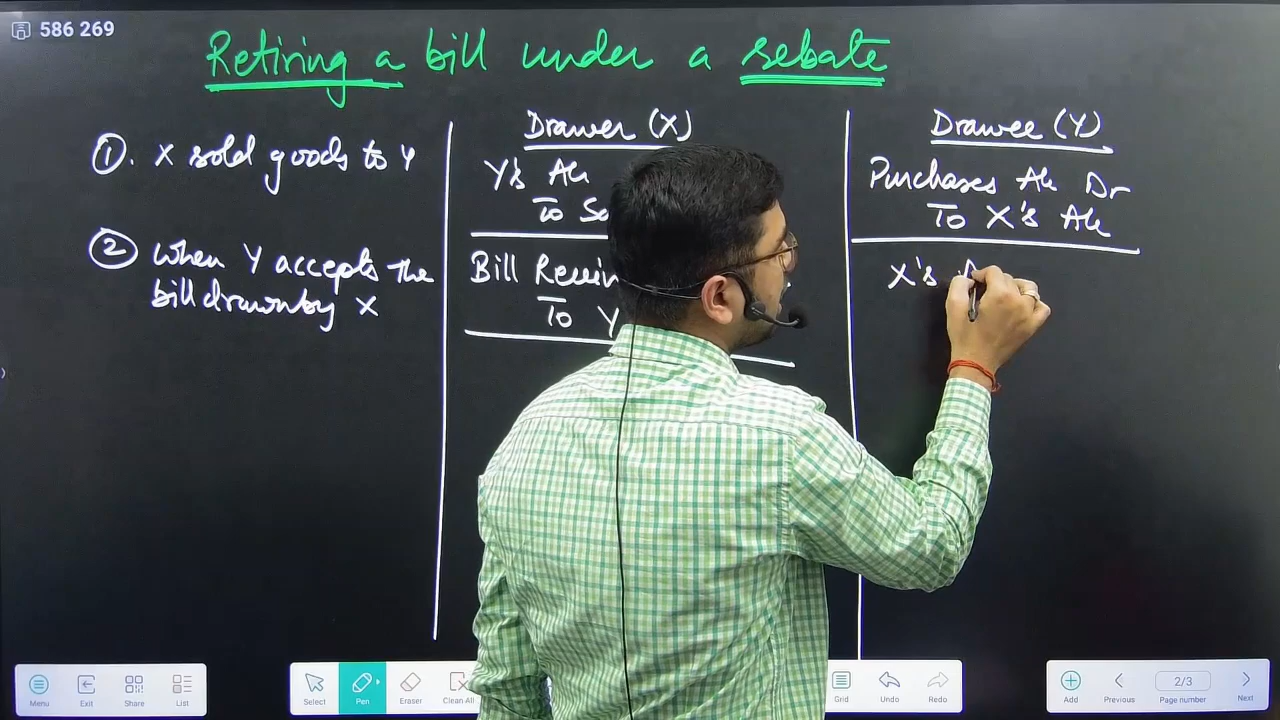 586 269
Retiring a bill under a rebate
①. X sold goods to Y
② When Y accepts the
bill drawn by X
Drawer (X)
Y's A/c
To
Bill
To Y
Drawee (Y)
Purchases A/c Dr
To X's A/c
X's
Menu
Exit
Share
List
Select
Pen
Eraser
Clean All
Grid
Undo
Redo
Add
Previous
2/3
Page number
Next